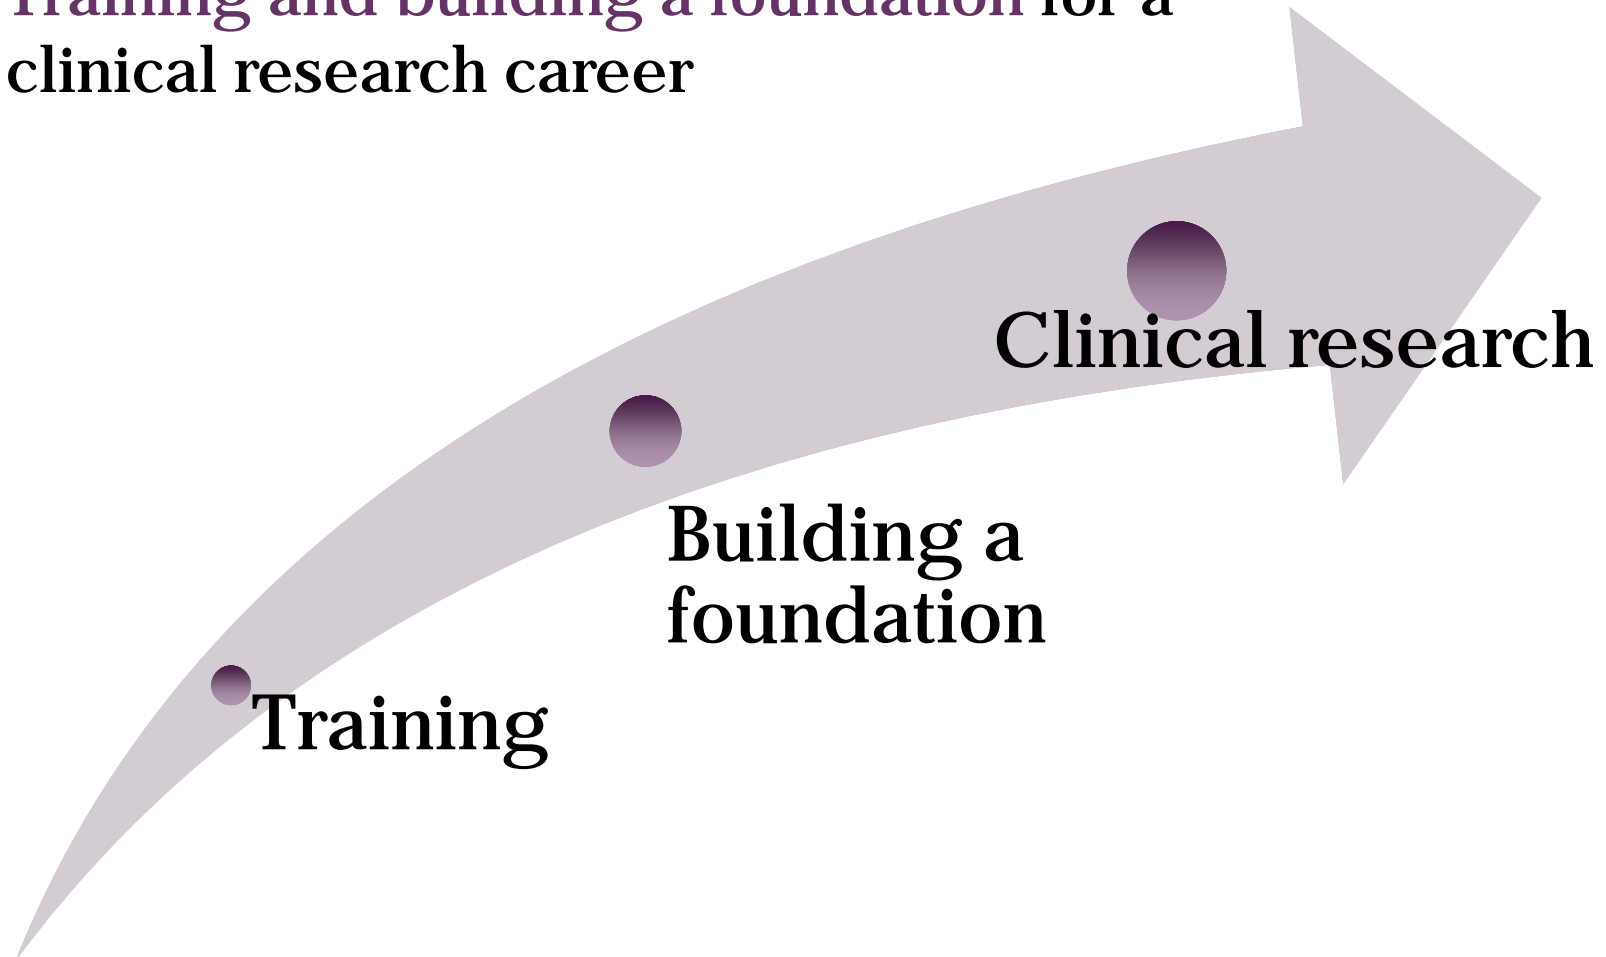 Training and building a foundation for a
clinical research career
Clinical research
Building a
foundation
Training